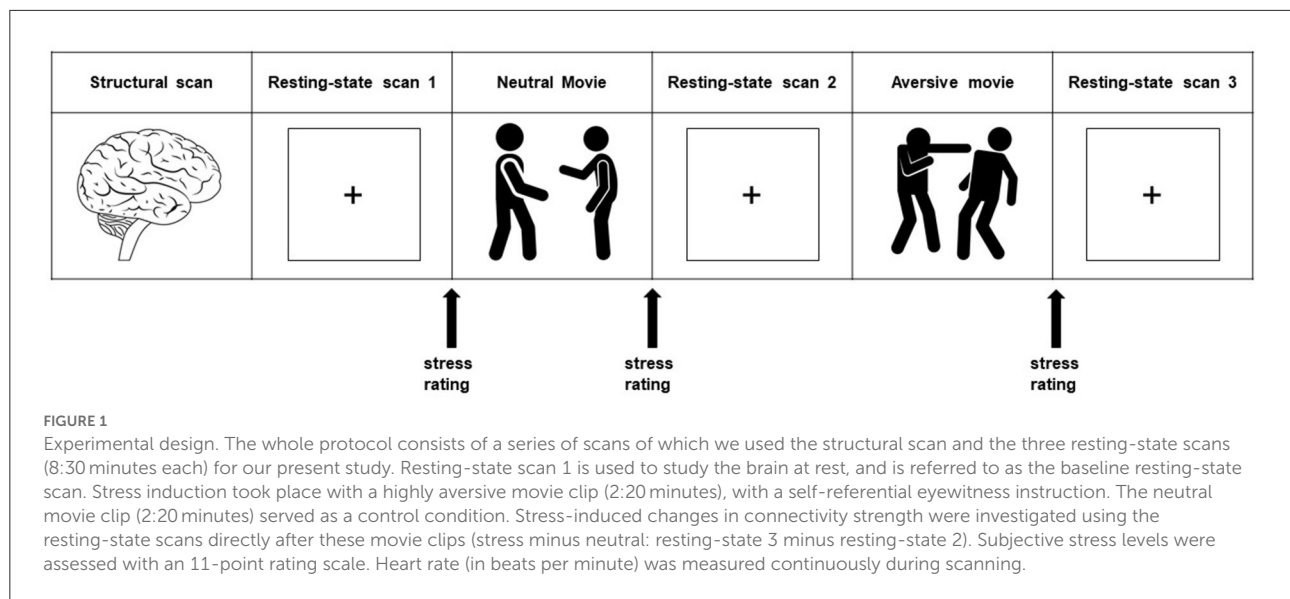 Structural scan
Resting-state scan 1
Neutral Movie
Resting-state scan 2
Aversive movie
Resting-state scan 3
+
+
+
stress
rating
stress
rating
stress
rating
FIGURE 1
Experimental design. The whole protocol consists of a series of scans of which we used the structural scan and the three resting-state scans
(8:30 minutes each) for our present study. Resting-state scan 1 is used to study the brain at rest, and is referred to as the baseline resting-state
scan. Stress induction took place with a highly aversive movie clip (2:20 minutes), with a self-referential eyewitness instruction. The neutral
movie clip (2:20 minutes) served as a control condition. Stress-induced changes in connectivity strength were investigated using the
resting-state scans directly after these movie clips (stress minus neutral: resting-state 3 minus resting-state 2). Subjective stress levels were
assessed with an 11-point rating scale. Heart rate (in beats per minute) was measured continuously during scanning.